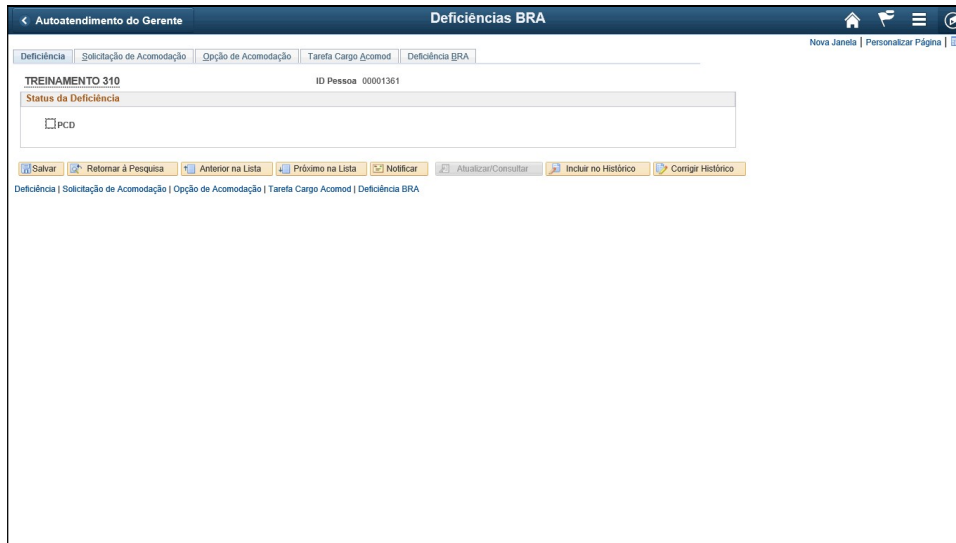 Autoatendimento do Gerente
Deficiências BRA
Nova Janela | Personalizar Página |
Deficiência Solicitação de Acomodação Opção de Acomodação Tarefa Cargo Acomod Deficiência BRA
TREINAMENTO 310 ID Pessoa 00001361
Status da Deficiência
PCD
Salvar Retornar à Pesquisa Anterior na Lista Próximo na Lista Notificar Atualizar/Consultar Incluir no Histórico Corrigir Histórico
Deficiência | Solicitação de Acomodação | Opção de Acomodação | Tarefa Cargo Acomod | Deficiência BRA